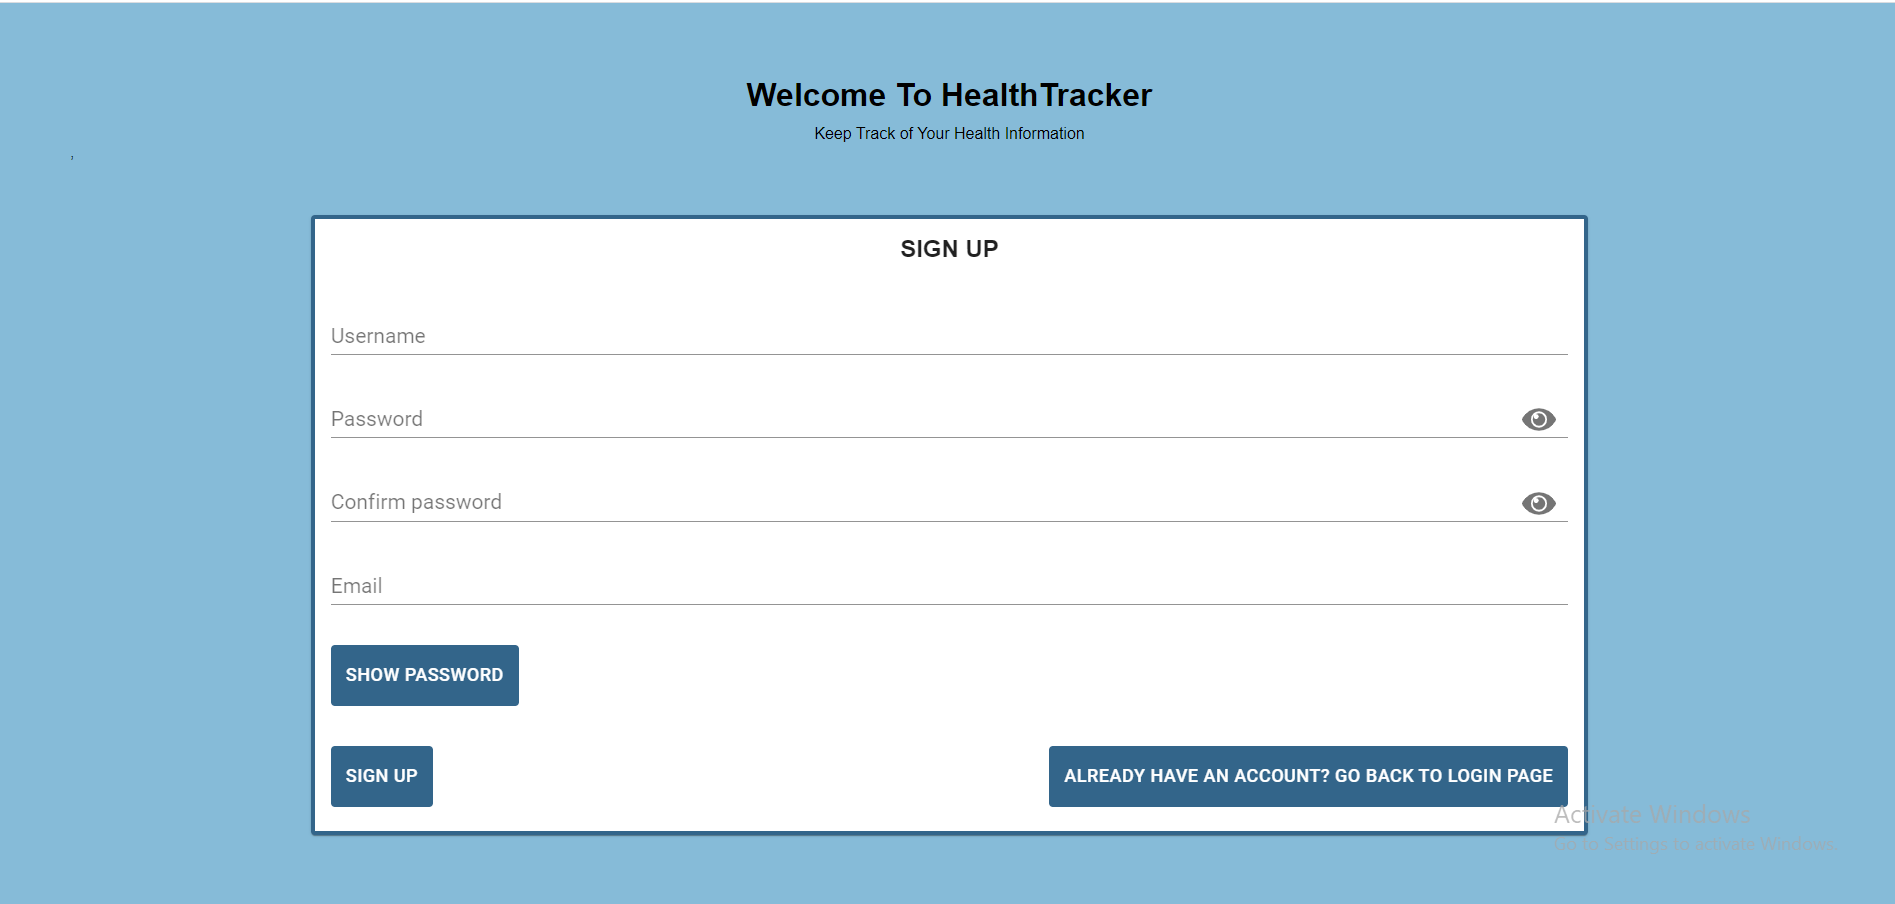 Welcome To HealthTracker
Keep Track of Your Health Information
,
SIGN UP
Username
Password
Confirm password
Email
SHOW PASSWORD
SIGN UP
ALREADY HAVE AN ACCOUNT? GO BACK TO LOGIN PAGE
Activate Windows
Go to Settings to activate Windows.